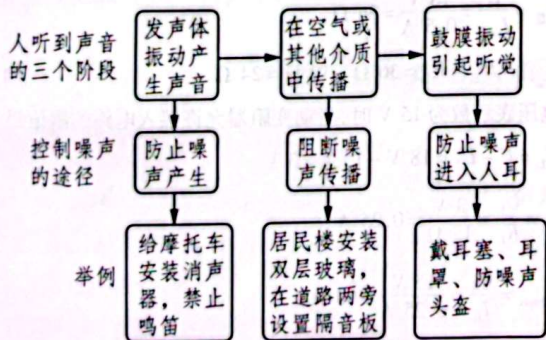 人听到声音
的三个阶段
发声体
振动产
生声音
在空气或
其他介质
中传播
鼓膜振动
引起听觉
控制噪声
的途径
防止噪
声产生
阻断噪
声传播
防止噪声
进入人耳
举例
给摩托车
安装消声
器，禁止
鸣笛
居民楼安装
双层玻璃，
在道路两旁
设置隔音板
戴耳塞、耳
罩、防噪声
头盔